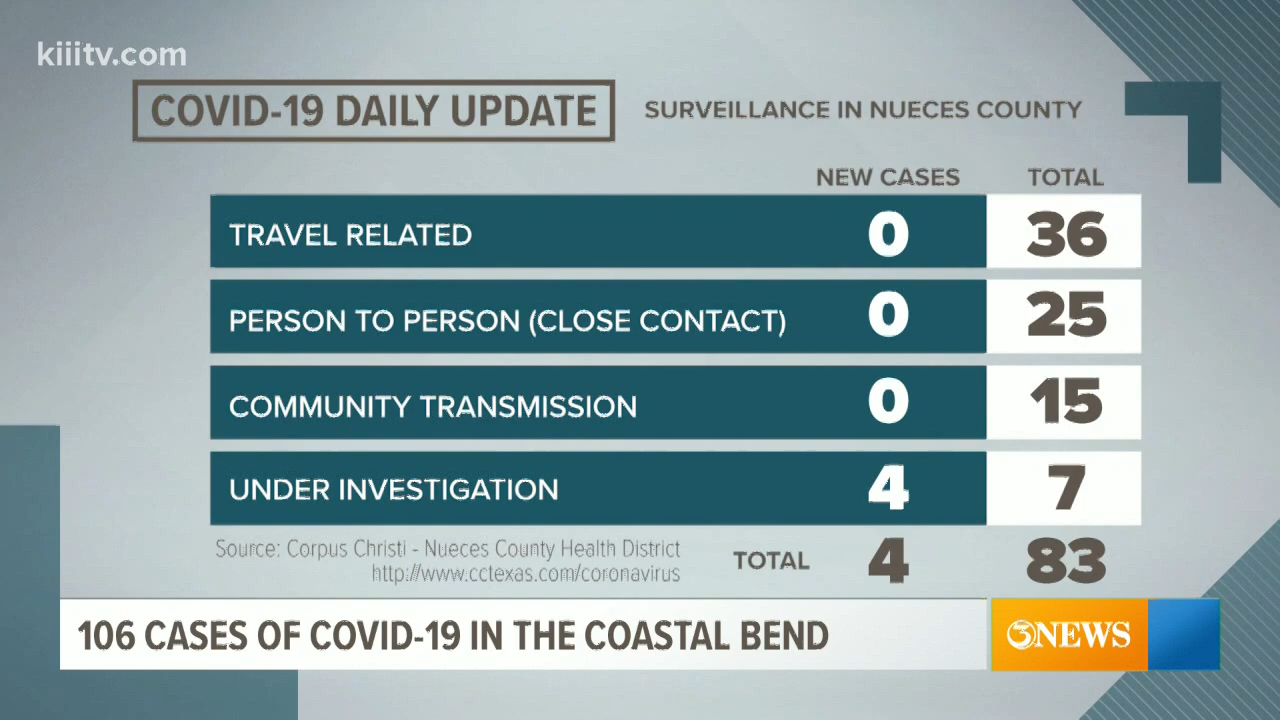 kiiitv.com
COVID-19 DAILY UPDATE SURVEILLANCE IN NUECES COUNTY
NEW CASES TOTAL
TRAVEL RELATED 0 36
PERSON TO PERSON (CLOSE CONTACT) 0 25
COMMUNITY TRANSMISSION 0 15
UNDER INVESTIGATION 4 7
Source: Corpus Christi - Nueces County Health District
http://www.cctexas.com/coronavirus
TOTAL 4 83
106 CASES OF COVID-19 IN THE COASTAL BEND
3NEWS